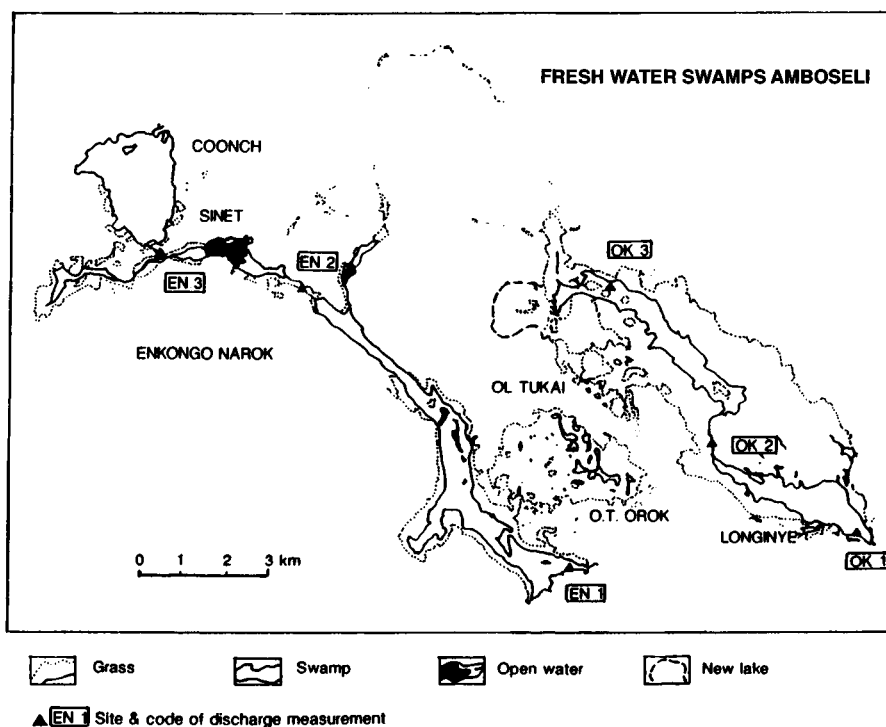 FRESH WATER SWAMPS AMBOSELI
COONCH
SINET
EN 2
EN 3
OK 3
ENKONGO NAROK
OL TUKAI
OK 2
O.T. OROK
LONGINYE
OK 1
EN 1
0 1 2 3 km
Grass
Swamp
Open water
New lake
EN 1 Site & code of discharge measurement